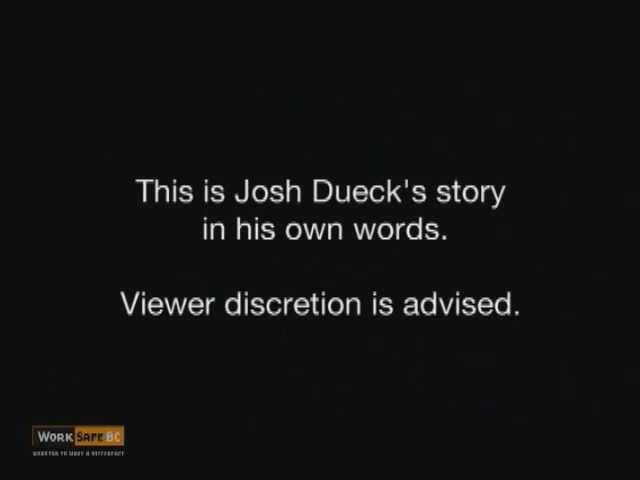 This is Josh Dueck's story
in his own words.
Viewer discretion is advised.
WORK SAFE BC